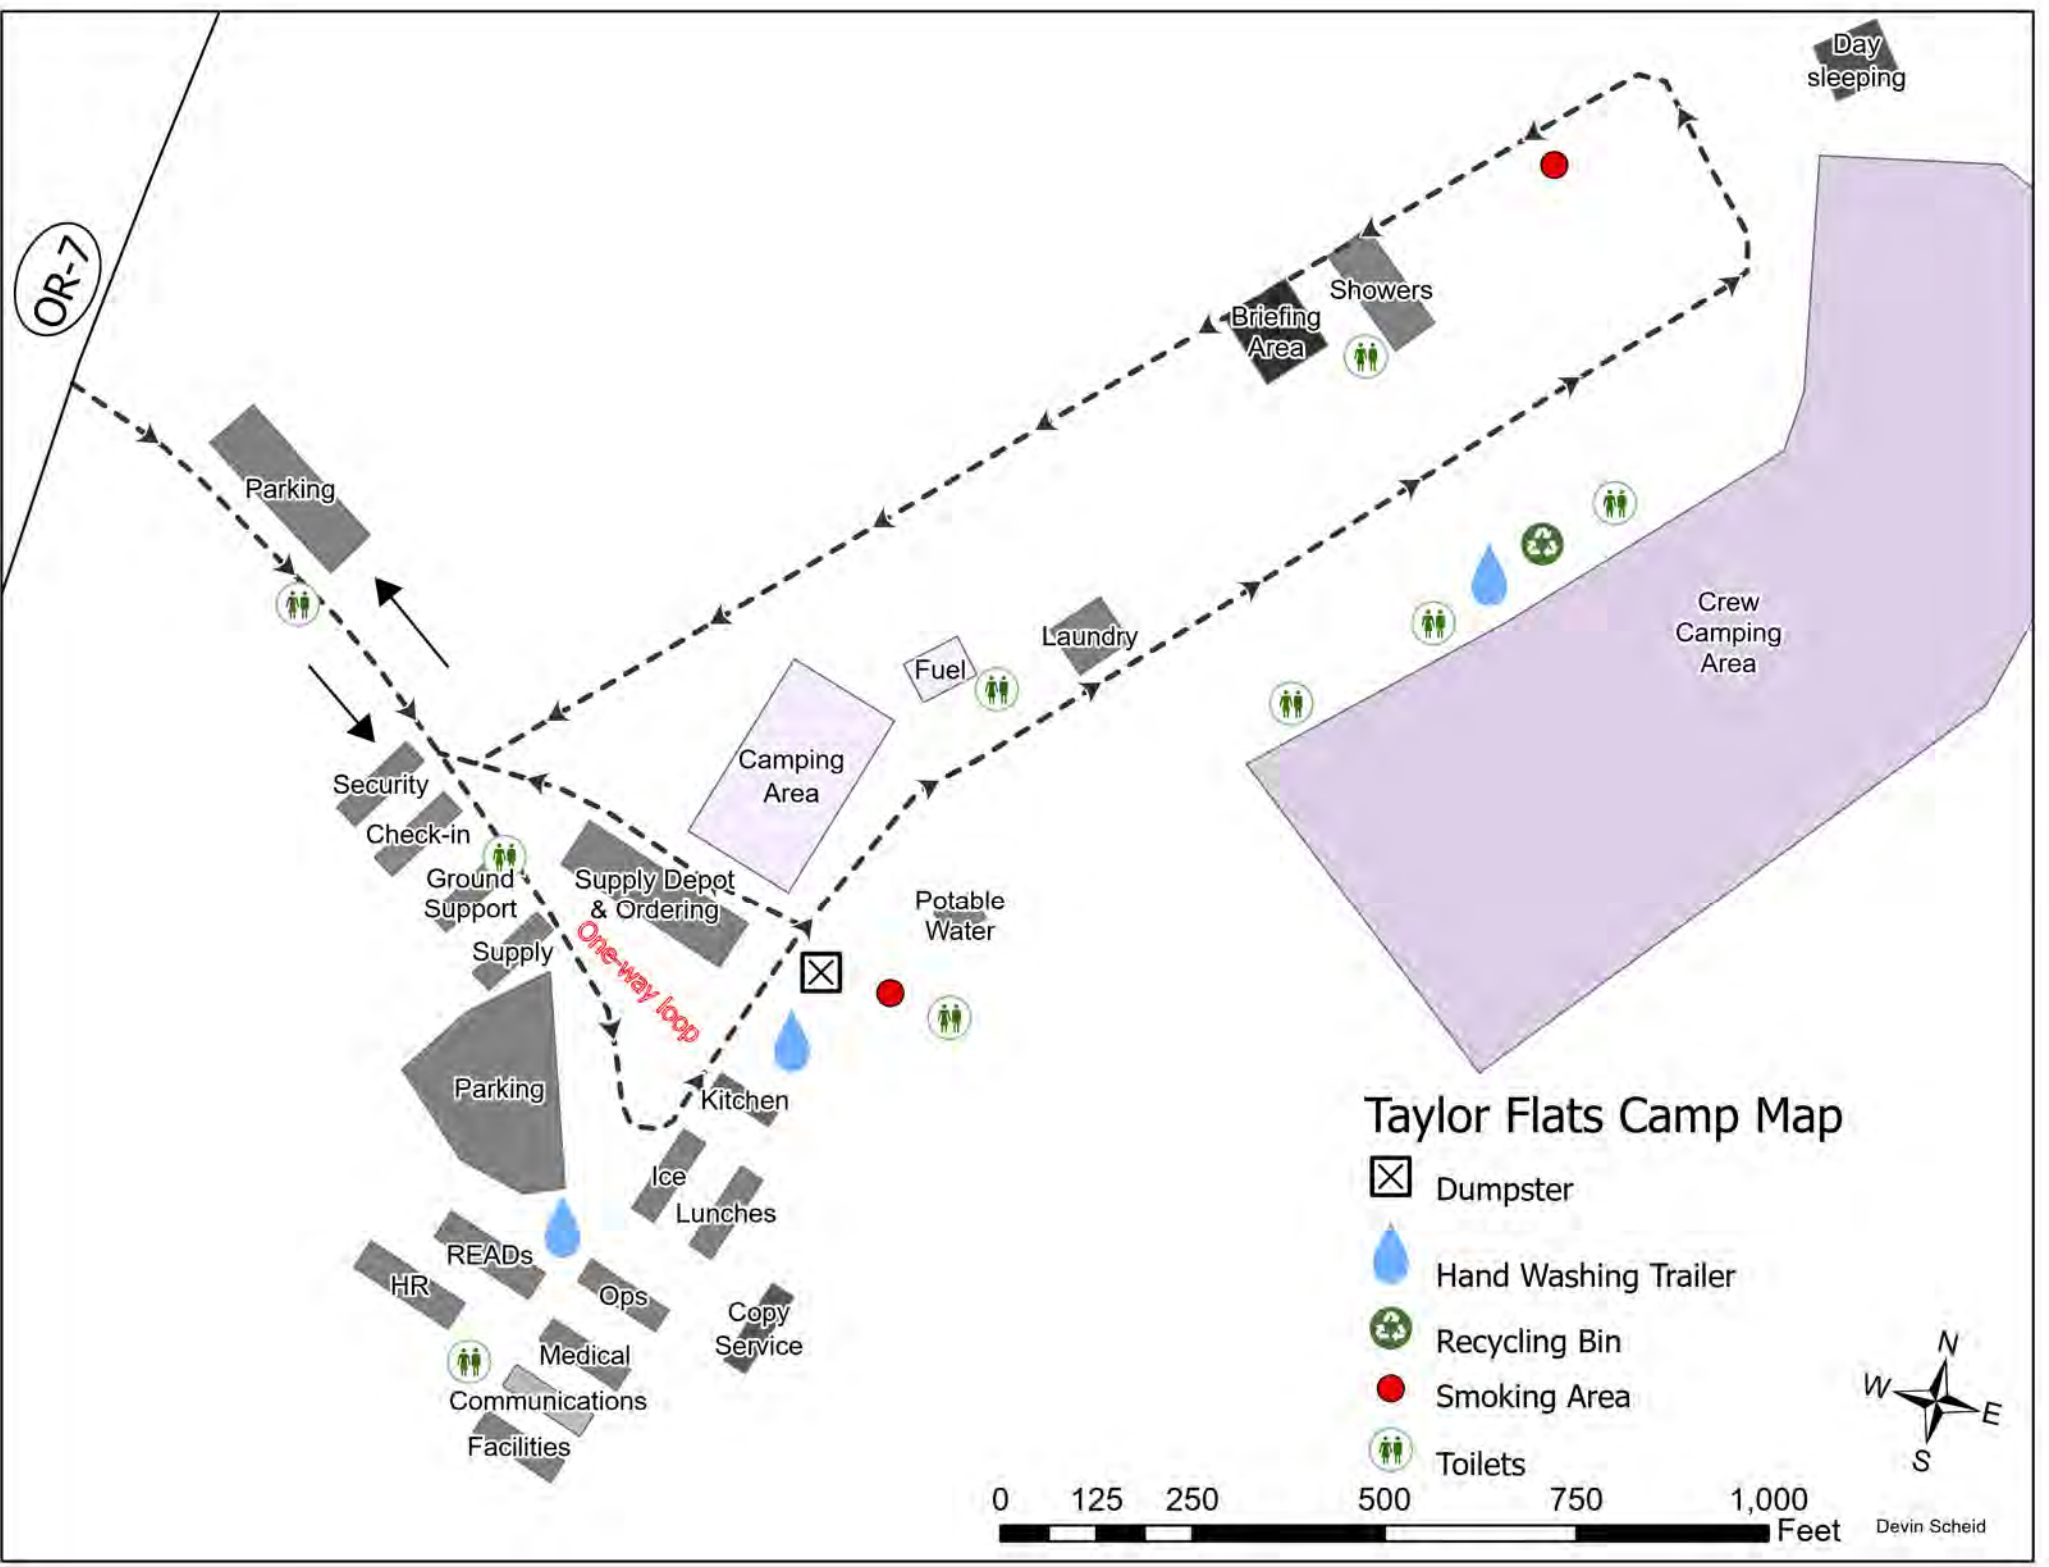 Day
sleeping
OR-7
Showers
Briefing
Area
Parking
Crew
Camping
Area
Laundry
Fuel
Camping
Area
Security
Check-in
Ground
Support
Supply Depot
& Ordering
Potable
Water
Supply
One-way loop
Parking
Kitchen
Ice
Lunches
READs
HR
Ops
Copy
Service
Medical
Communications
Facilities
Taylor Flats Camp Map
Dumpster
Hand Washing Trailer
Recycling Bin
Smoking Area
Toilets
N
W
E
S
0 125 250 500 750 1,000
Feet
Devin Scheid